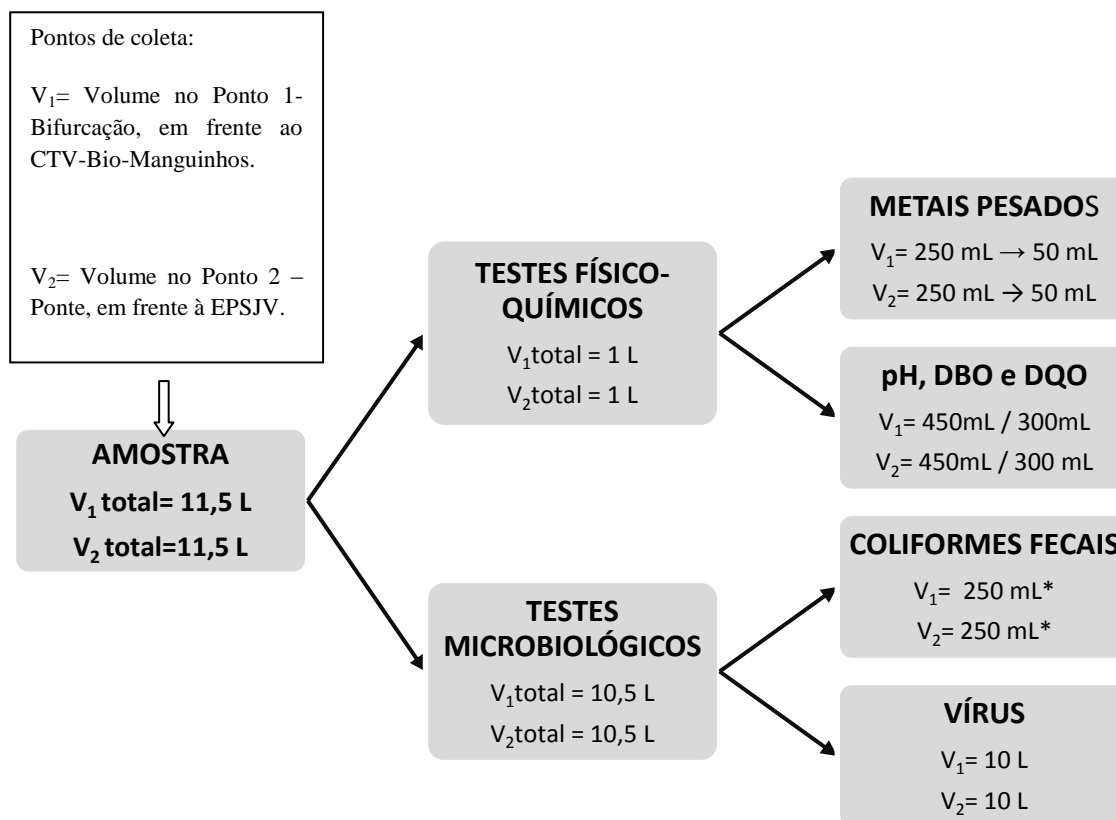 Pontos de coleta:
V₁= Volume no Ponto 1-
Bifurcação, em frente ao
CTV-Bio-Manguinhos.
V₂= Volume no Ponto 2 –
Ponte, em frente à EPSJV.
AMOSTRA
V₁ total= 11,5 L
V₂ total=11,5 L
TESTES FÍSICO-
QUÍMICOS
V₁total = 1 L
V₂total = 1 L
TESTES
MICROBIOLÓGICOS
V₁total = 10,5 L
V₂total = 10,5 L
METAIS PESADOS
V₁= 250 mL → 50 mL
V₂= 250 mL → 50 mL
pH, DBO e DQO
V₁= 450mL / 300mL
V₂= 450mL / 300 mL
COLIFORMES FECAIS
V₁= 250 mL*
V₂= 250 mL*
VÍRUS
V₁= 10 L
V₂= 10 L